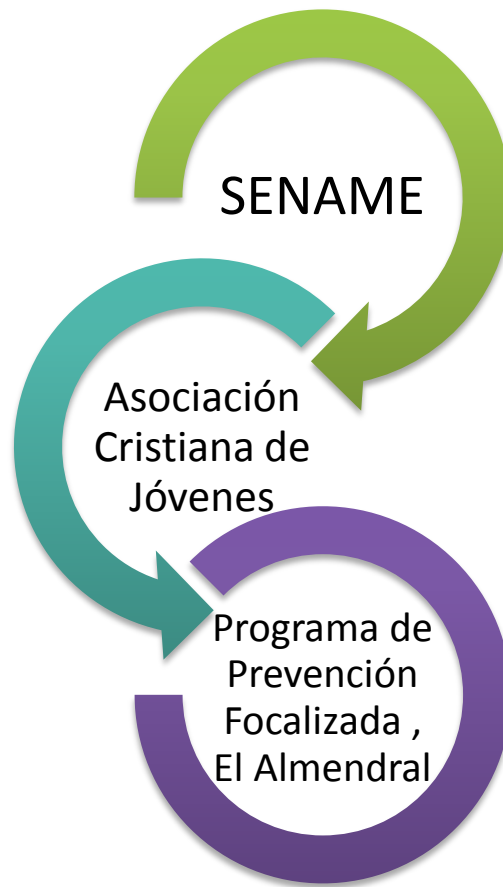 SENAME
Asociación
Cristiana de
Jóvenes
Programa de
Prevención
Focalizada ,
El Almendral